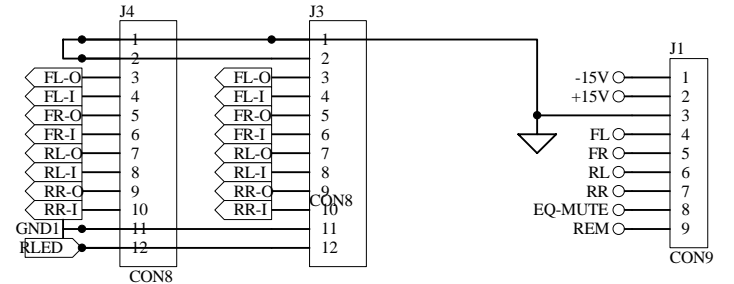 J4
J3
J1
1
2
FL-O 3
FL-I 4
FR-O 5
FR-I 6
RL-O 7
RL-I 8
RR-O 9
RR-I 10
GND1 11
RLED 12
CON8
1
2
FL-O 3
FL-I 4
FR-O 5
FR-I 6
RL-O 7
RL-I 8
RR-O 9
RR-I 10
CON8
11
12
-15V 1
+15V 2
3
FL 4
FR 5
RL 6
RR 7
EQ-MUTE 8
REM 9
CON9